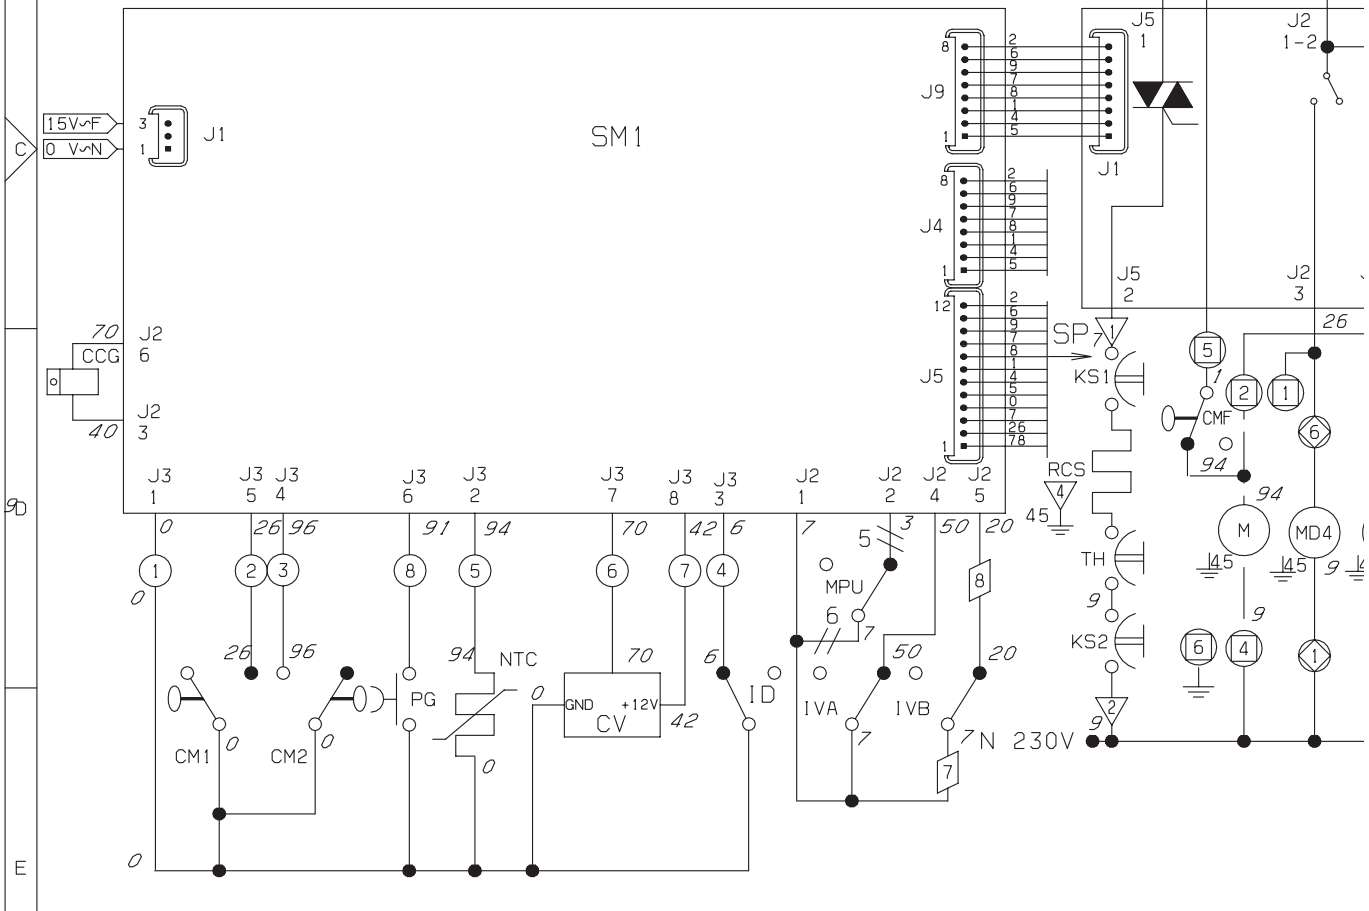 J5 J2
1 1-2
8 2
6
9
J9 7
8
1
4
1 5
15V~F 3
J1
SM1
C 0 V~N 1
J1
8 2
6
9
J4 7
8
1
4
1 5
J5 J2
2 3
12 2
6
9
7
8
J5 1
4
5
0
7
26
1 78
SP 7 1
26
70 J2
CCG 6
J2
40 3
5
KS1 1 2 1
CMF
6
94
RCS
4
45
94
D 9
J3 J3 J3 J3 J3 J3 J3 J3 J2 J2 J2 J2
1 5 4 6 2 7 8 3 1 2 4 5
0 26 96 91 94 70 42 6 7 3 50 20
5
M MD4
45 45 4
9
TH
1 2 3 8 5 6 7 4
MPU 8
0
9 9
6 7
KS2
6 4 1
26 96 94 NTC 70 6 50 20
0 GND +12V ID
PG CV 42 IVA IVB
2
9
0 0 7 7 N 230V
CM1 CM2 0
7
0
E